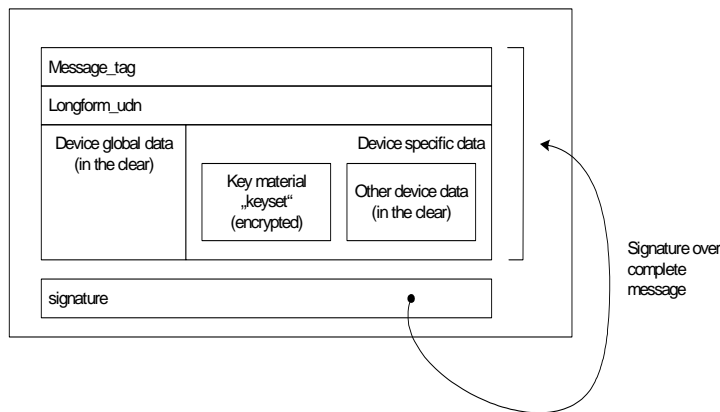 Message_tag
Longform_udn
Device global data
(in the clear)
Device specific data
Key material
„keyset“
(encrypted)
Other device data
(in the clear)
Signature over
complete
message
signature